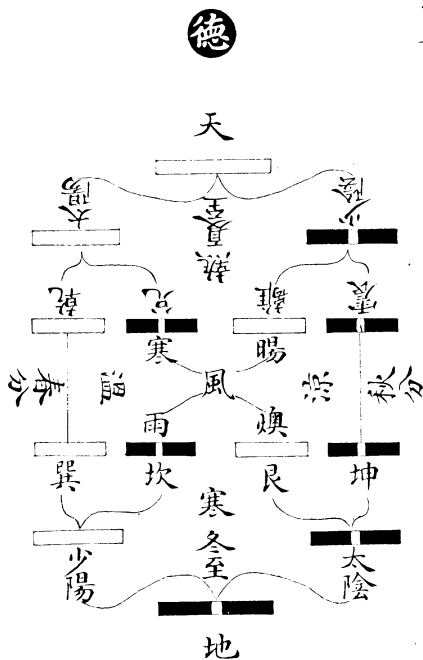 德
天
太陽
少陰
夏至
熱
乾
兌
離
震
寒
暘
春分
溫
風
涼
秋分
雨
燠
巽
坎
艮
坤
寒
冬至
少陽
太陰
地